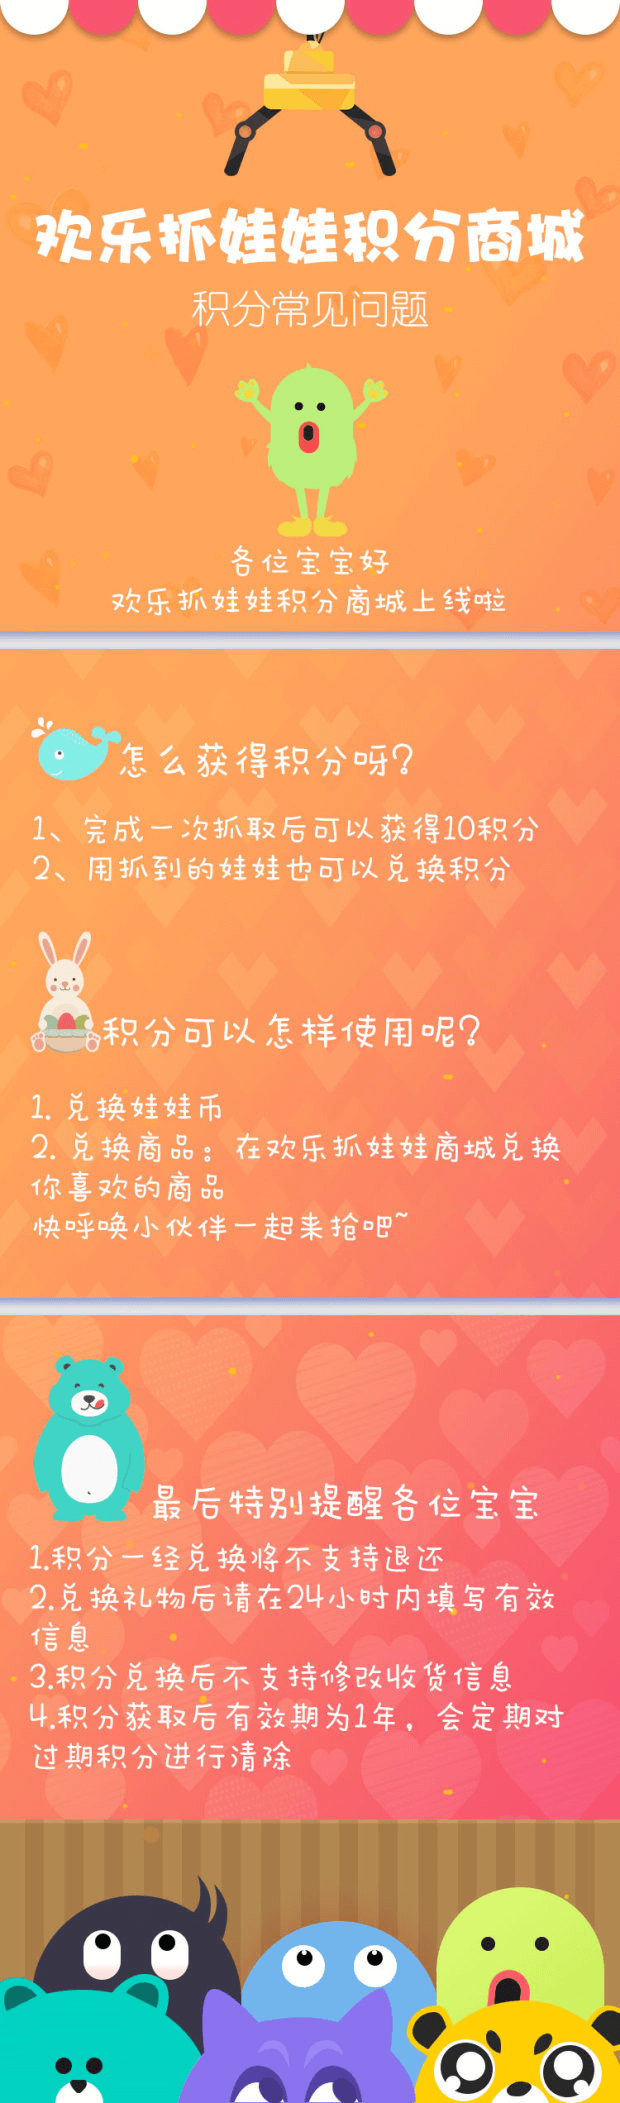 欢乐抓娃娃积分商城
积分常见问题
各位宝宝好
欢乐抓娃娃积分商城上线啦
怎么获得积分呀?
1、完成一次抓取后可以获得10积分
2、用抓到的娃娃也可以兑换积分
积分可以怎样使用呢?
1. 兑换娃娃币
2. 兑换商品：在欢乐抓娃娃商城兑换
你喜欢的商品
快呼唤小伙伴一起来抢吧~
最后特别提醒各位宝宝
1.积分一经兑换将不支持退还
2.兑换礼物后请在24小时内填写有效
信息
3.积分兑换后不支持修改收货信息
4.积分获取后有效期为1年，会定期对
过期积分进行清除